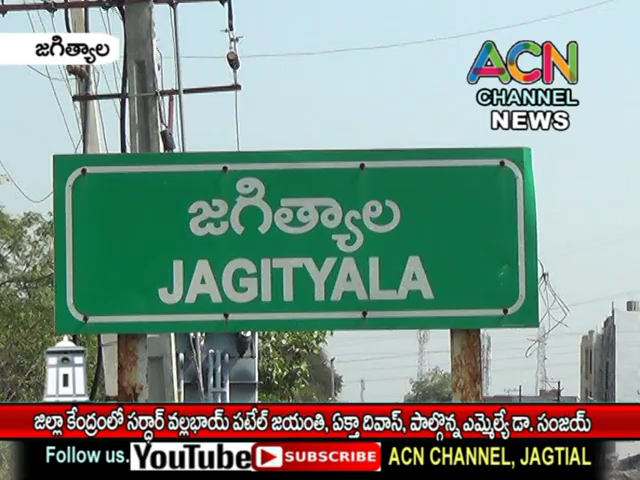 జగిత్యాల
ACN
CHANNEL
NEWS
జగిత్యాల
JAGITYALA
జిల్లా కేంద్రంలో సర్ధార్ వల్లభాయ్ పటేల్ జయంతి, ఏక్తా దివాస్, పాల్గొన్న ఎమ్మెల్యే డా. సంజయ్
Follow us. YouTube SUBSCRIBE ACN CHANNEL, JAGTIAL